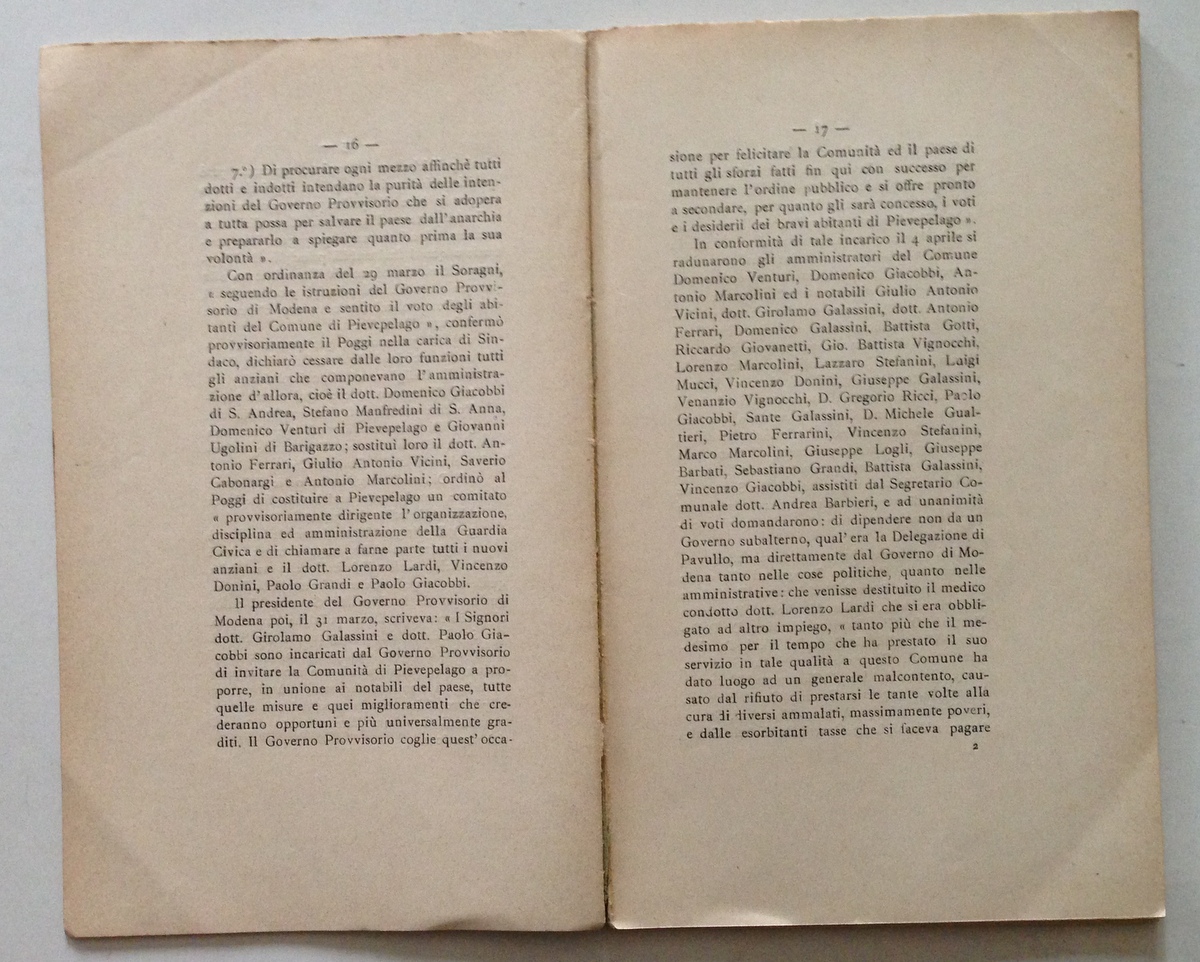 — 16 —
7.º) Di procurare ogni mezzo affinchè tutti
dotti e indotti intendano la purità delle inten-
zioni del Governo Provvisorio che si adopera
a tutta possa per salvare il paese dall'anarchia
e prepararlo a spiegare quanto prima la sua
volontà ».
Con ordinanza del 29 marzo il Soragni,
« seguendo le istruzioni del Governo Provvi-
sorio di Modena e sentito il voto degli abi-
tanti del Comune di Pievepelago », confermò
provvisoriamente il Poggi nella carica di Sin-
daco, dichiarò cessare dalle loro funzioni tutti
gli anziani che componevano l'amministra-
zione d'allora, cioè il dott. Domenico Giacobbi
di S. Andrea, Stefano Manfredini di S. Anna,
Domenico Venturi di Pievepelago e Giovanni
Ugolini di Barigazzo; sostituì loro il dott. An-
tonio Ferrari, Giulio Antonio Vicini, Saverio
Cabonargi e Antonio Marcolini; ordinò al
Poggi di costituire a Pievepelago un comitato
« provvisoriamente dirigente l'organizzazione,
disciplina ed amministrazione della Guardia
Civica e di chiamare a farne parte tutti i nuovi
anziani e il dott. Lorenzo Lardi, Vincenzo
Donini, Paolo Grandi e Paolo Giacobbi.
Il presidente del Governo Provvisorio di
Modena poi, il 31 marzo, scriveva: « I Signori
dott. Girolamo Galassini e dott. Paolo Gia-
cobbi sono incaricati dal Governo Provvisorio
di invitare la Comunità di Pievepelago a pro-
porre, in unione ai notabili del paese, tutte
quelle misure e quei miglioramenti che cre-
deranno opportuni e più universalmente gra-
diti. Il Governo Provvisorio coglie quest'occa-
— 17 —
sione per felicitare la Comunità ed il paese di
tutti gli sforzi fatti fin qui con successo per
mantenere l'ordine pubblico e si offre pronto
a secondare, per quanto gli sarà concesso, i voti
e i desiderii dei bravi abitanti di Pievepelago ».
In conformità di tale incarico il 4 aprile si
radunarono gli amministratori del Comune
Domenico Venturi, Domenico Giacobbi, An-
tonio Marcolini ed i notabili Giulio Antonio
Vicini, dott. Girolamo Galassini, dott. Antonio
Ferrari, Domenico Galassini, Battista Gotti,
Riccardo Giovanetti, Gio. Battista Vignocchi,
Lorenzo Marcolini, Lazzaro Stefanini, Luigi
Mucci, Vincenzo Donini, Giuseppe Galassini,
Venanzio Vignocchi, D. Gregorio Ricci, Paolo
Giacobbi, Sante Galassini, D. Michele Gual-
tieri, Pietro Ferrarini, Vincenzo Stefanini,
Marco Marcolini, Giuseppe Logli, Giuseppe
Barbati, Sebastiano Grandi, Battista Galassini,
Vincenzo Giacobbi, assistiti dal Segretario Co-
munale dott. Andrea Barbieri, e ad unanimità
di voti domandarono: di dipendere non da un
Governo subalterno, qual'era la Delegazione di
Pavullo, ma direttamente dal Governo di Mo-
dena tanto nelle cose politiche, quanto nelle
amministrative: che venisse destituito il medico
condotto dott. Lorenzo Lardi che si era obbli-
gato ad altro impiego, « tanto più che il me-
desimo per il tempo che ha prestato il suo
servizio in tale qualità a questo Comune ha
dato luogo ad un generale malcontento, cau-
sato dal rifiuto di prestarsi le tante volte alla
cura di diversi ammalati, massimamente poveri,
e dalle esorbitanti tasse che si faceva pagare
2